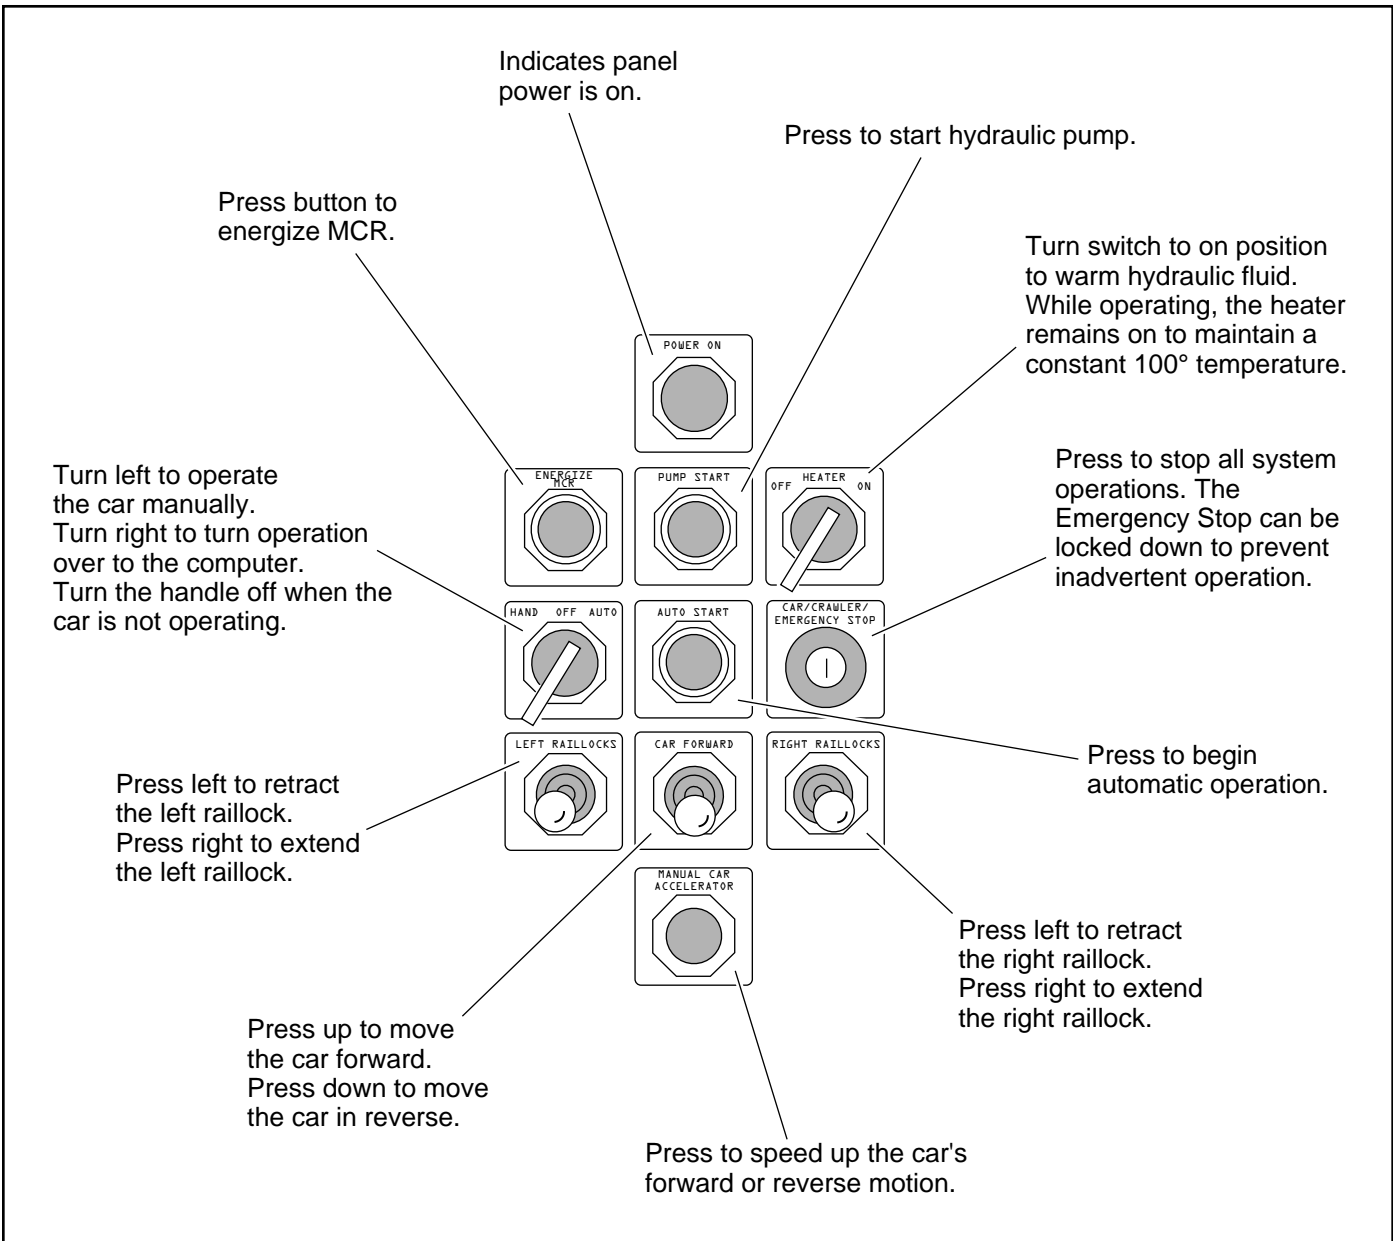 Indicates panel
power is on.
Press to start hydraulic pump.
Press button to
energize MCR.
Turn switch to on position
to warm hydraulic fluid.
While operating, the heater
remains on to maintain a
constant 100° temperature.
POWER ON
Turn left to operate
the car manually.
Turn right to turn operation
over to the computer.
Turn the handle off when the
car is not operating.
ENERGIZE
MCR
PUMP START
HEATER
OFF ON
Press to stop all system
operations. The
Emergency Stop can be
locked down to prevent
inadvertent operation.
HAND OFF AUTO
AUTO START
CAR/CRAWLER/
EMERGENCY STOP
LEFT RAILLOCKS
CAR FORWARD
RIGHT RAILLOCKS
Press to begin
automatic operation.
Press left to retract
the left raillock.
Press right to extend
the left raillock.
MANUAL CAR
ACCELERATOR
Press left to retract
the right raillock.
Press right to extend
the right raillock.
Press up to move
the car forward.
Press down to move
the car in reverse.
Press to speed up the car's
forward or reverse motion.